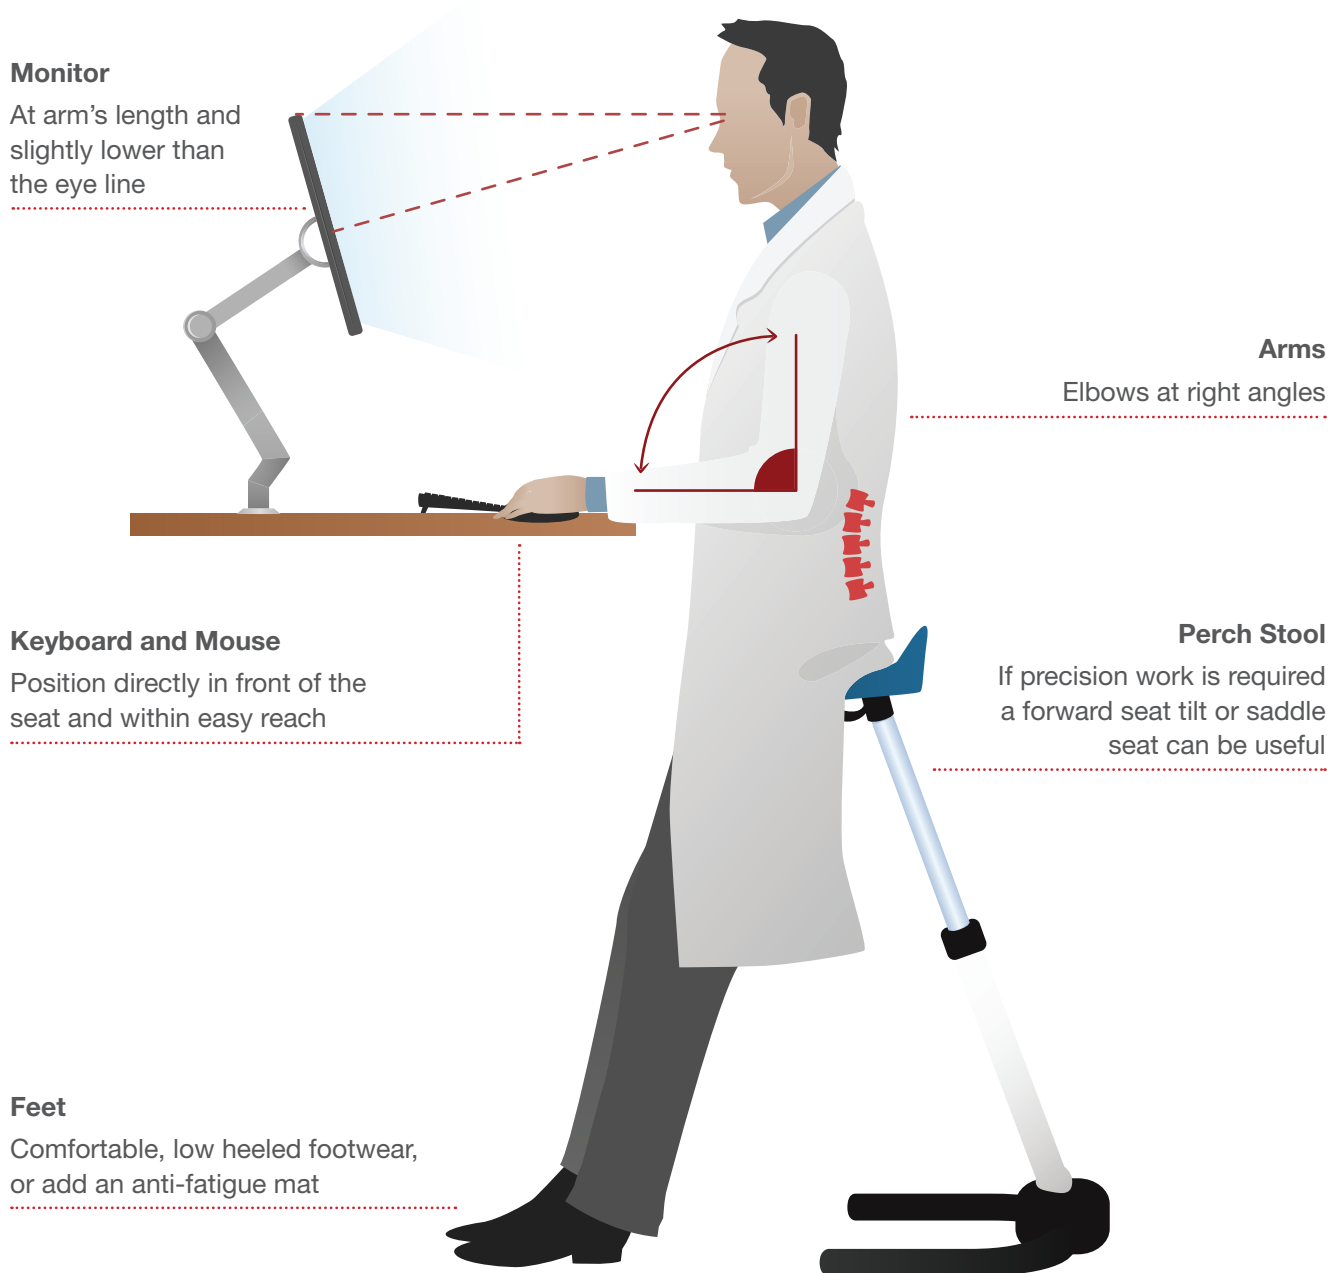 Monitor
At arm’s length and
slightly lower than
the eye line
Arms
Elbows at right angles
Keyboard and Mouse
Position directly in front of the
seat and within easy reach
Perch Stool
If precision work is required
a forward seat tilt or saddle
seat can be useful
Feet
Comfortable, low heeled footwear,
or add an anti-fatigue mat